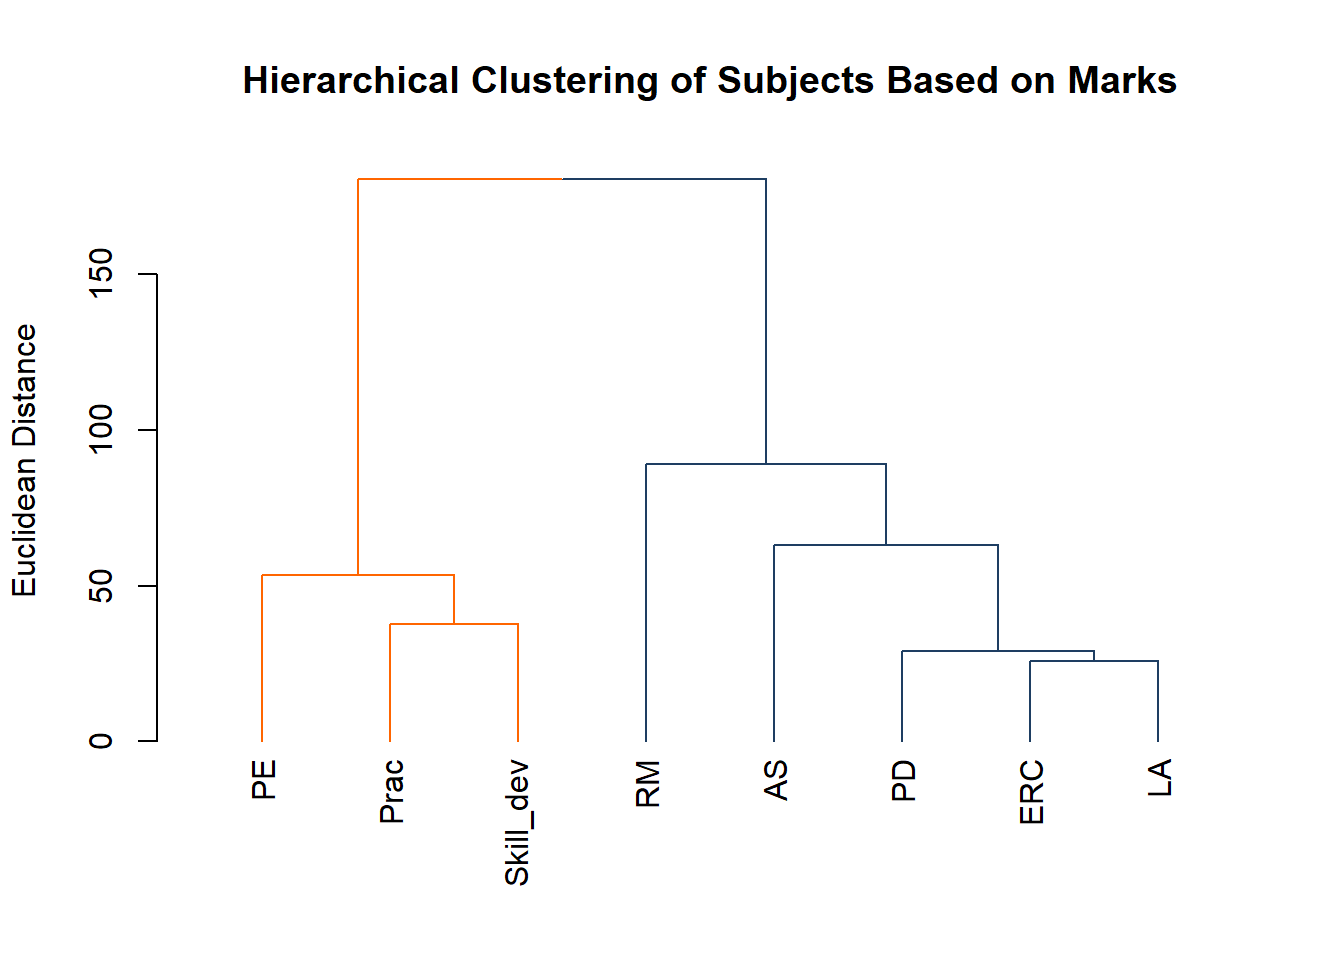 Hierarchical Clustering of Subjects Based on Marks
Euclidean Distance
150
100
50
0
PE
Prac
Skill_dev
RM
AS
PD
ERC
LA